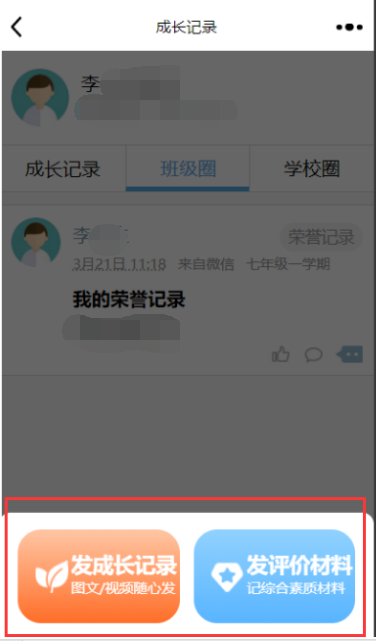 成长记录
李
成长记录 班级圈 学校圈
李
荣誉记录
3月21日 11:18 来自微信 七年级一学期
我的荣誉记录
发成长记录 发评价材料
图文/视频随心发 记综合素质材料